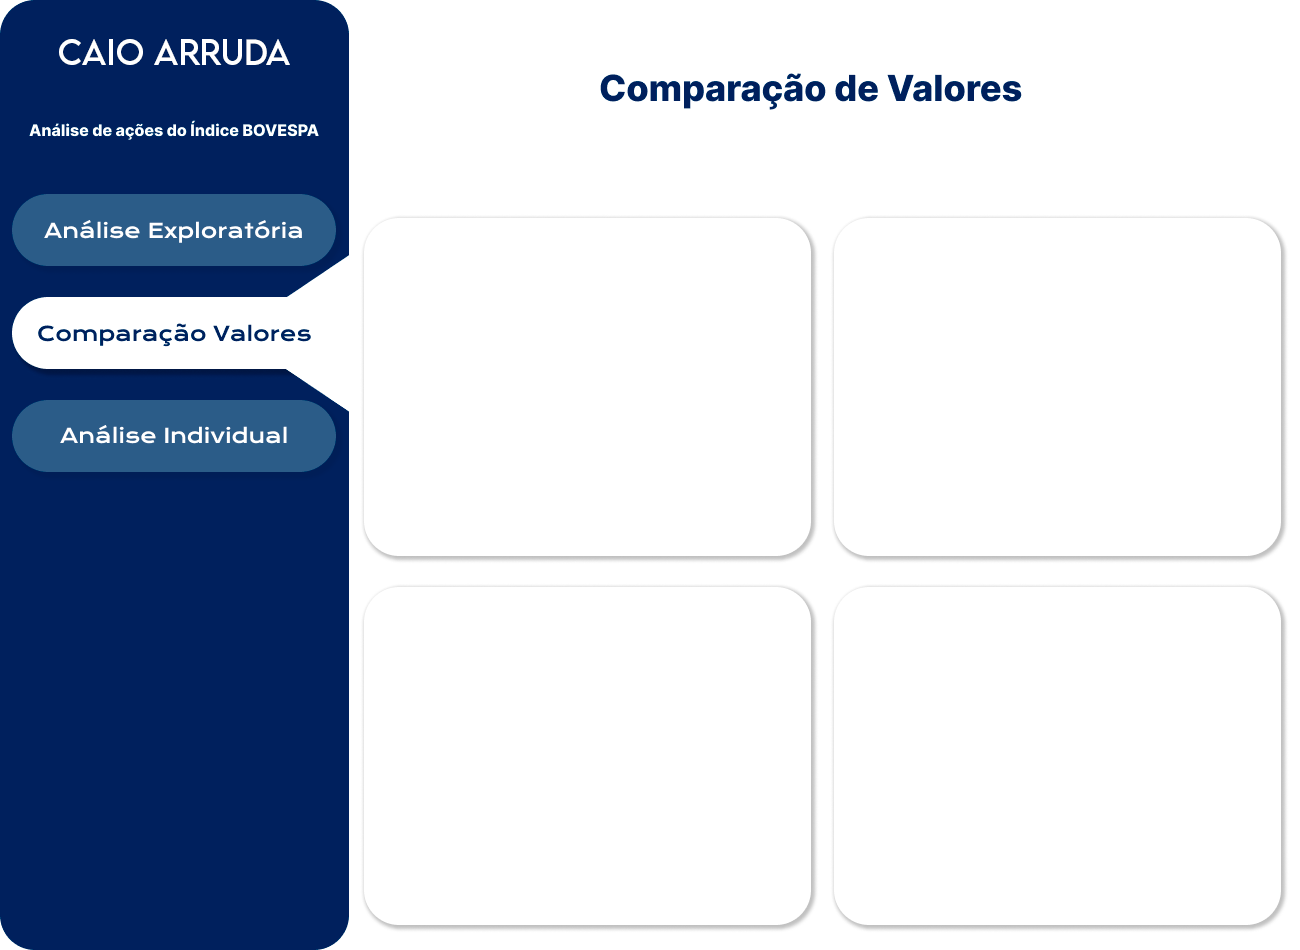 CAIO ARRUDA
Análise de ações do Índice BOVESPA
Análise Exploratória
Comparação Valores
Análise Individual
Comparação de Valores